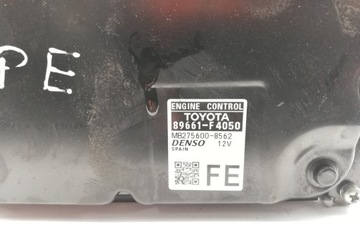 PE
ENGINE CONTROL
TOYOTA
89661-F4050
MB275600-8562
DENSO 12V
SPAIN
FE